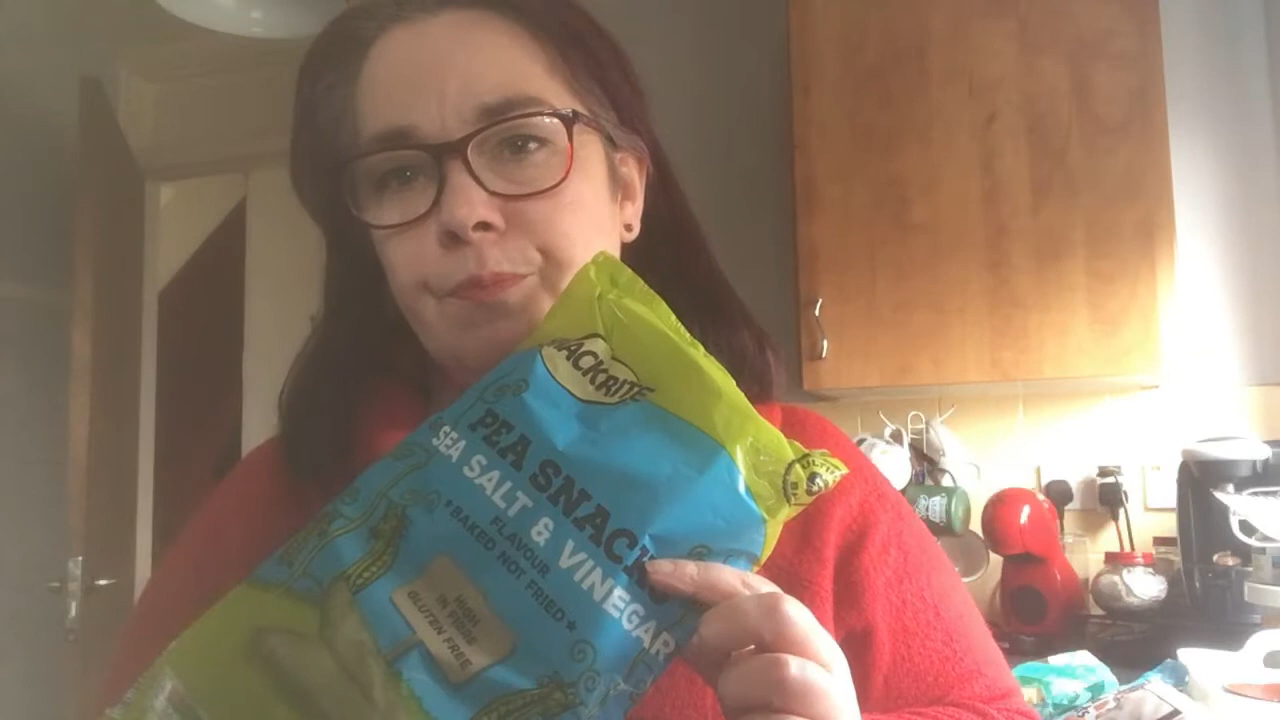 SNACKRITE
PEA SNACKS
SEA SALT & VINEGAR
FLAVOUR
*BAKED NOT FRIED*
HIGH
IN FIBRE
GLUTEN FREE